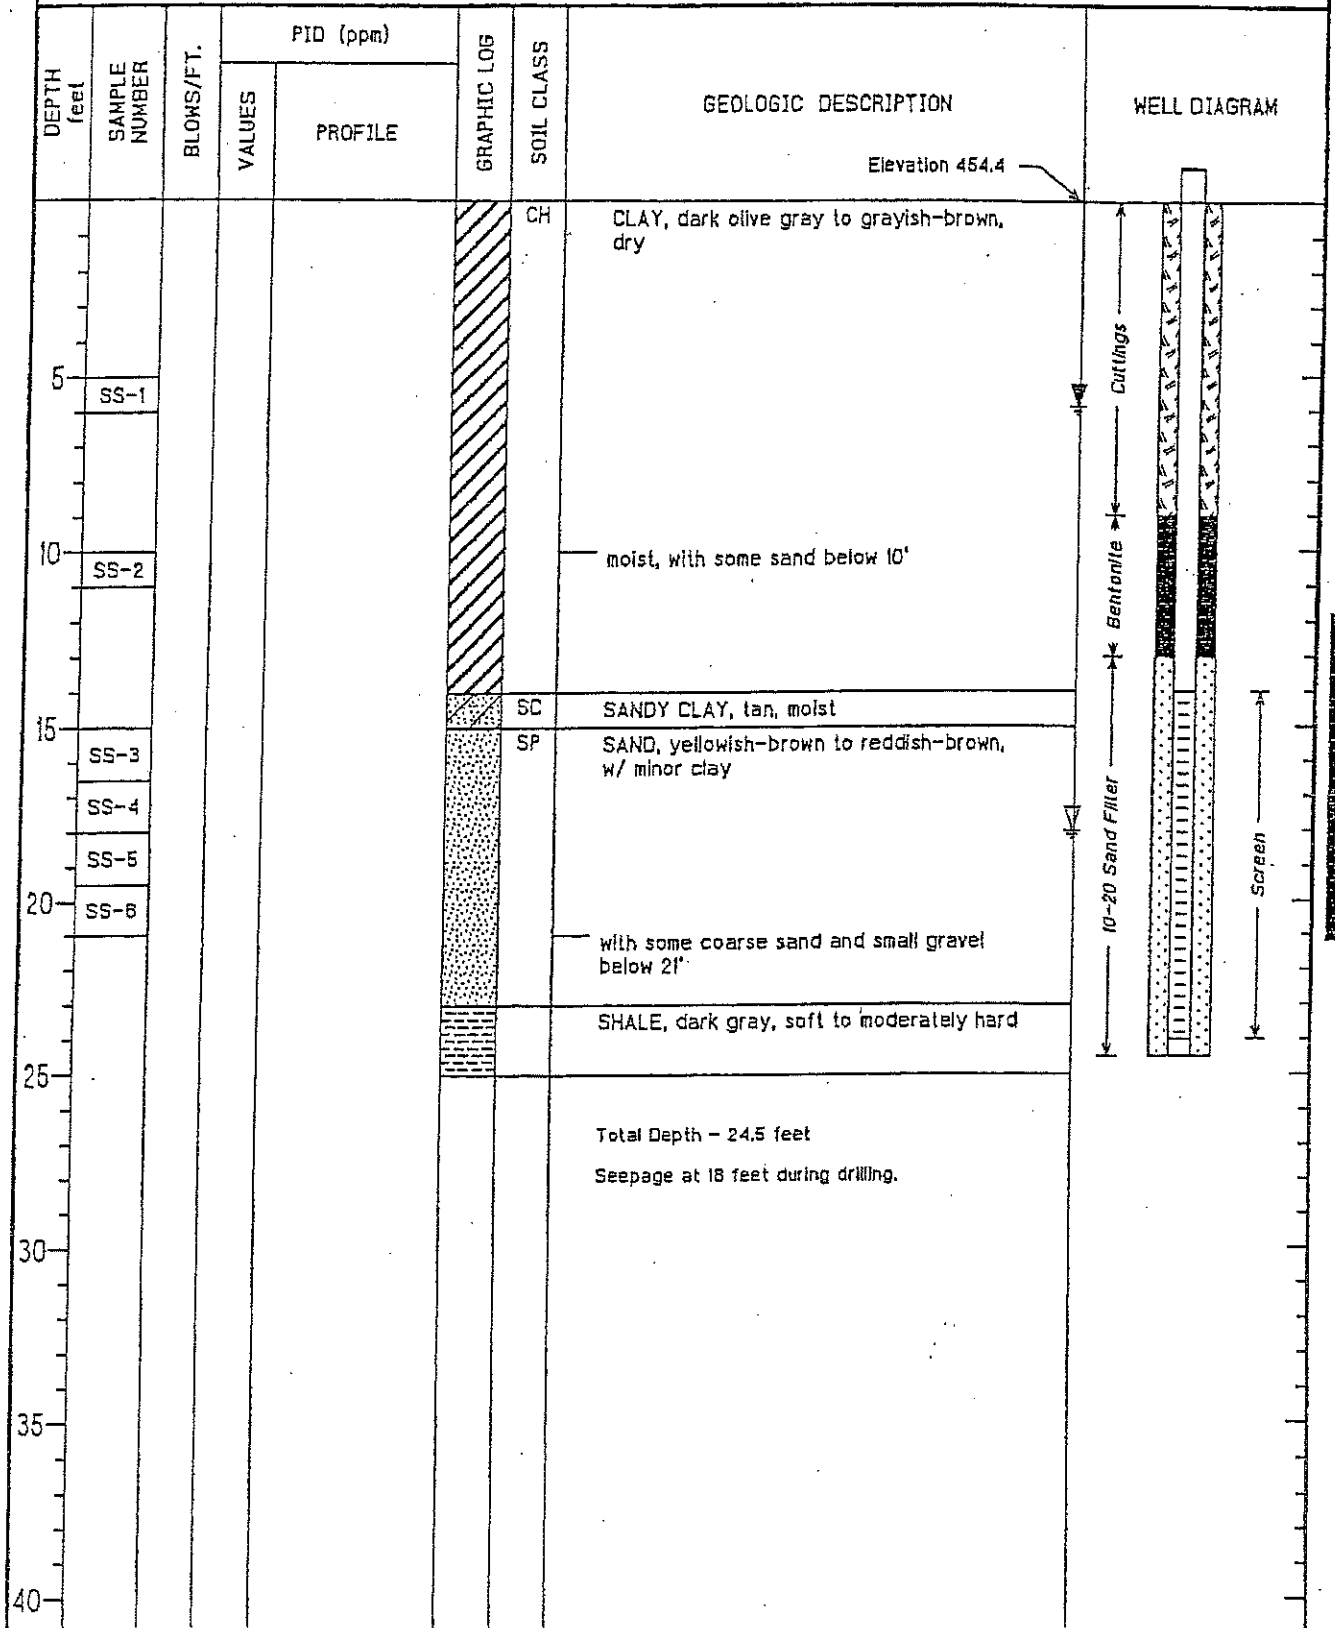 DEPTH
feet
SAMPLE
NUMBER
BLOWS/FT.
PID (ppm)
VALUES
PROFILE
GRAPHIC LOG
SOIL CLASS
GEOLOGIC DESCRIPTION
WELL DIAGRAM
Elevation 454.4
CH
CLAY, dark olive gray to grayish-brown,
dry
Cuttings
5
SS-1
10
SS-2
moist, with some sand below 10'
Bentonite
SC
SANDY CLAY, tan, moist
15
SP
SAND, yellowish-brown to reddish-brown,
w/ minor clay
SS-3
SS-4
SS-5
10-20 Sand Filter
Screen
20
SS-6
with some coarse sand and small gravel
below 21'
SHALE, dark gray, soft to moderately hard
25
Total Depth - 24.5 feet
Seepage at 18 feet during drilling.
30
35
40